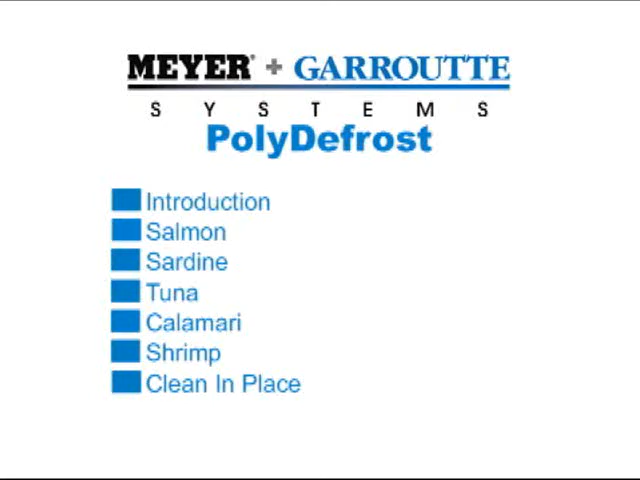 MEYER® + GARROUTTE
SYSTEMS
PolyDefrost
Introduction
Salmon
Sardine
Tuna
Calamari
Shrimp
Clean In Place